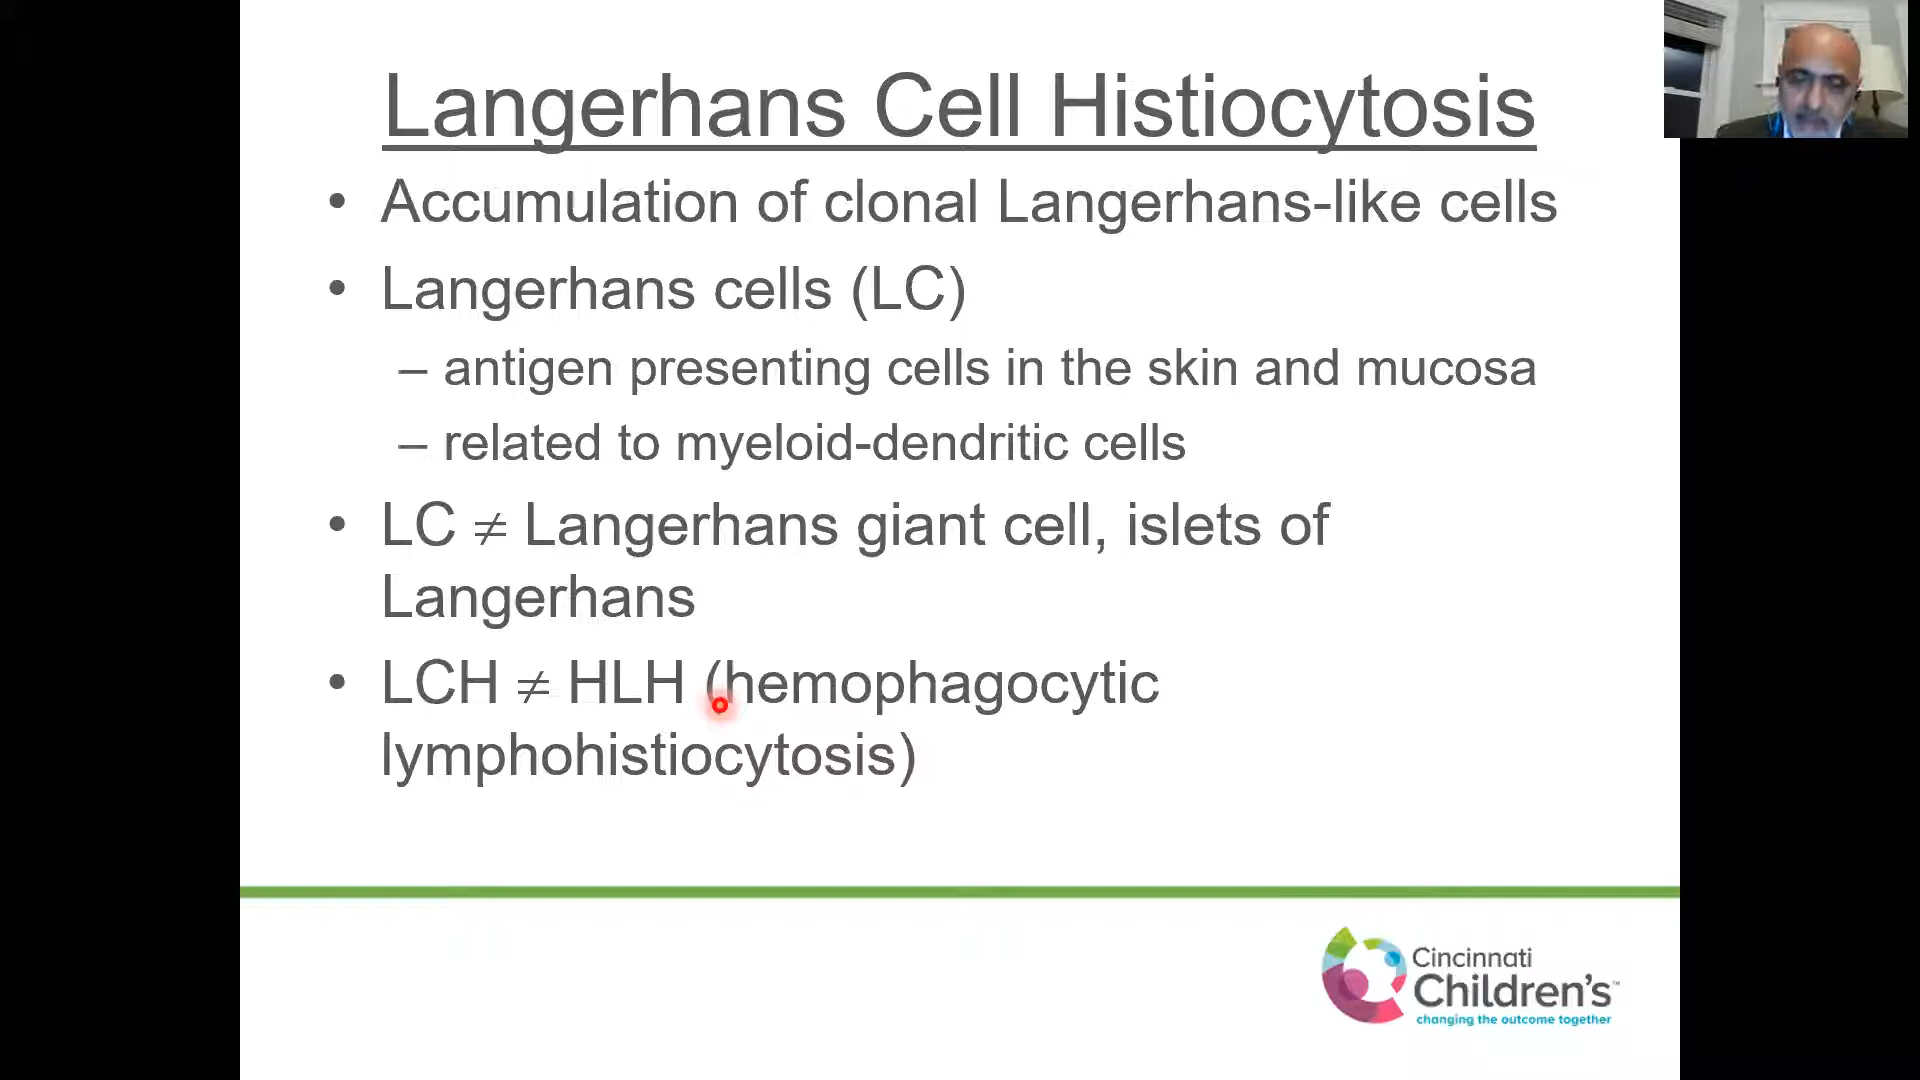 Langerhans Cell Histiocytosis
• Accumulation of clonal Langerhans-like cells
• Langerhans cells (LC)
– antigen presenting cells in the skin and mucosa
– related to myeloid-dendritic cells
• LC ≠ Langerhans giant cell, islets of
Langerhans
• LCH ≠ HLH (hemophagocytic
lymphohistiocytosis)
Cincinnati
Children's™
changing the outcome together